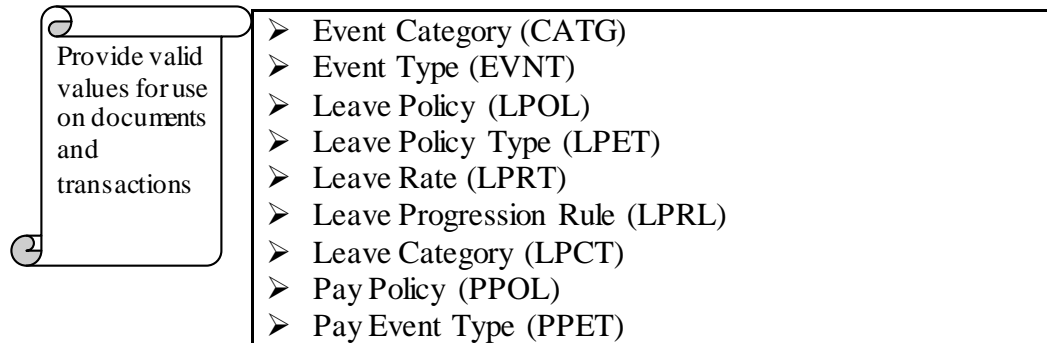 Provide valid
values for use
on documents
and
transactions
➢ Event Category (CATG)
➢ Event Type (EVNT)
➢ Leave Policy (LPOL)
➢ Leave Policy Type (LPET)
➢ Leave Rate (LPRT)
➢ Leave Progression Rule (LPRL)
➢ Leave Category (LPCT)
➢ Pay Policy (PPOL)
➢ Pay Event Type (PPET)